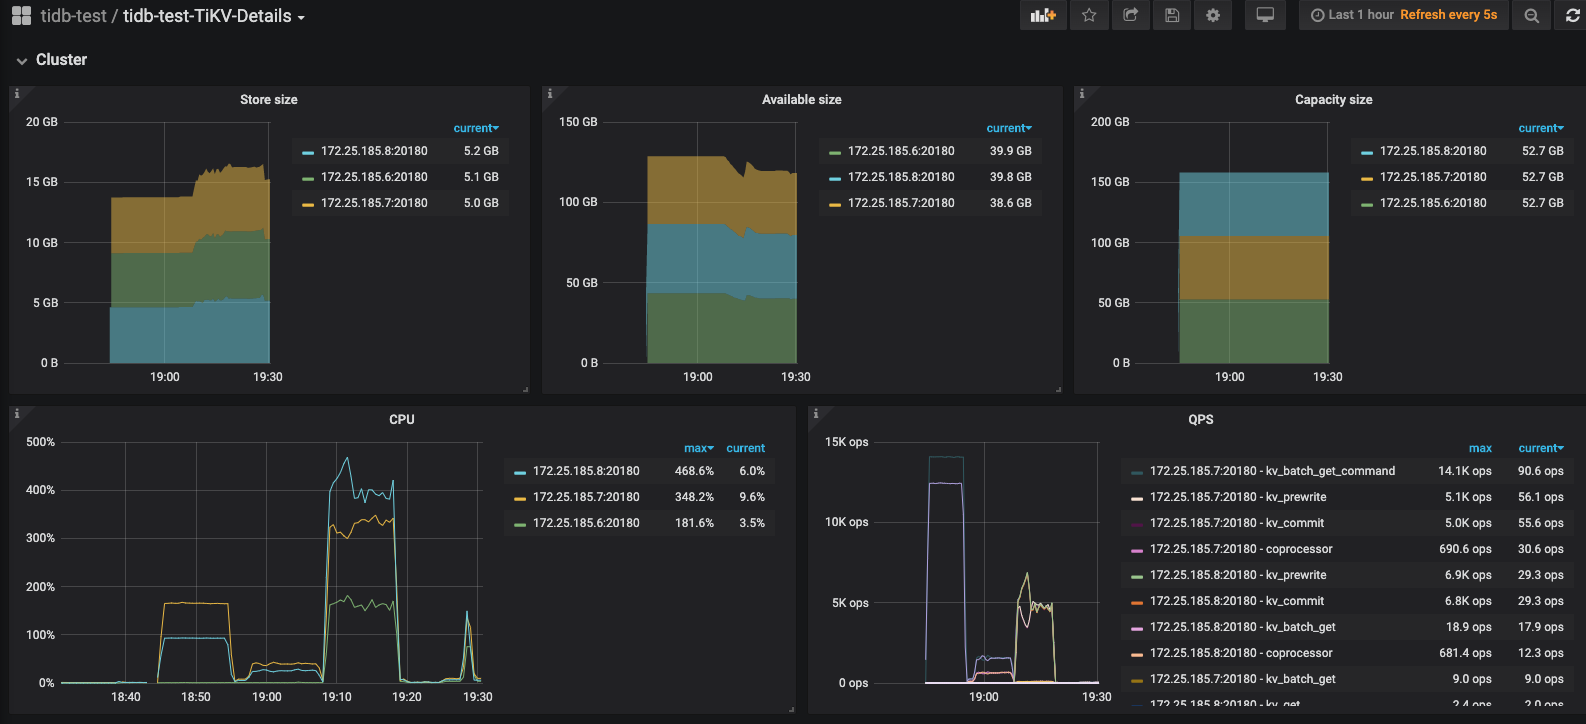 tidb-test / tidb-test-TiKV-Details
Last 1 hour Refresh every 5s
Cluster
Store size
20 GB
15 GB
10 GB
5 GB
0 B
19:00 19:30
current
172.25.185.8:20180 5.2 GB
172.25.185.6:20180 5.1 GB
172.25.185.7:20180 5.0 GB
Available size
150 GB
100 GB
50 GB
0 B
19:00 19:30
current
172.25.185.6:20180 39.9 GB
172.25.185.8:20180 39.8 GB
172.25.185.7:20180 38.6 GB
Capacity size
200 GB
150 GB
100 GB
50 GB
0 B
19:00 19:30
current
172.25.185.8:20180 52.7 GB
172.25.185.7:20180 52.7 GB
172.25.185.6:20180 52.7 GB
CPU
500%
400%
300%
200%
100%
0%
18:40 18:50 19:00 19:10 19:20 19:30
max current
172.25.185.8:20180 468.6% 6.0%
172.25.185.7:20180 348.2% 9.6%
172.25.185.6:20180 181.6% 3.5%
QPS
15K ops
10K ops
5K ops
0 ops
19:00 19:30
max current
172.25.185.7:20180 - kv_batch_get_command 14.1K ops 90.6 ops
172.25.185.7:20180 - kv_prewrite 5.1K ops 56.1 ops
172.25.185.7:20180 - kv_commit 5.0K ops 55.6 ops
172.25.185.7:20180 - coprocessor 690.6 ops 30.6 ops
172.25.185.8:20180 - kv_prewrite 6.9K ops 29.3 ops
172.25.185.8:20180 - kv_commit 6.8K ops 29.3 ops
172.25.185.8:20180 - kv_batch_get 18.9 ops 17.9 ops
172.25.185.8:20180 - coprocessor 681.4 ops 12.3 ops
172.25.185.7:20180 - kv_batch_get 9.0 ops 9.0 ops
172.25.185.8:20180 - kv_get 2.4 ops 2.0 ops